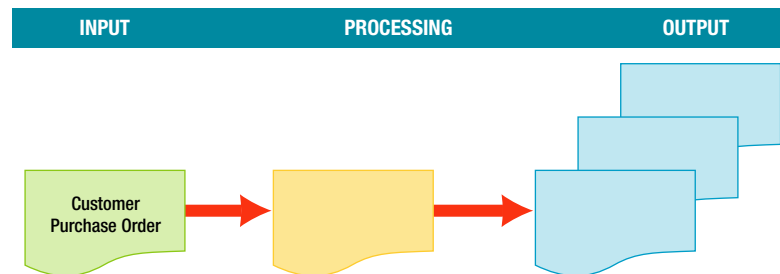 INPUT
PROCESSING
OUTPUT
Customer
Purchase Order